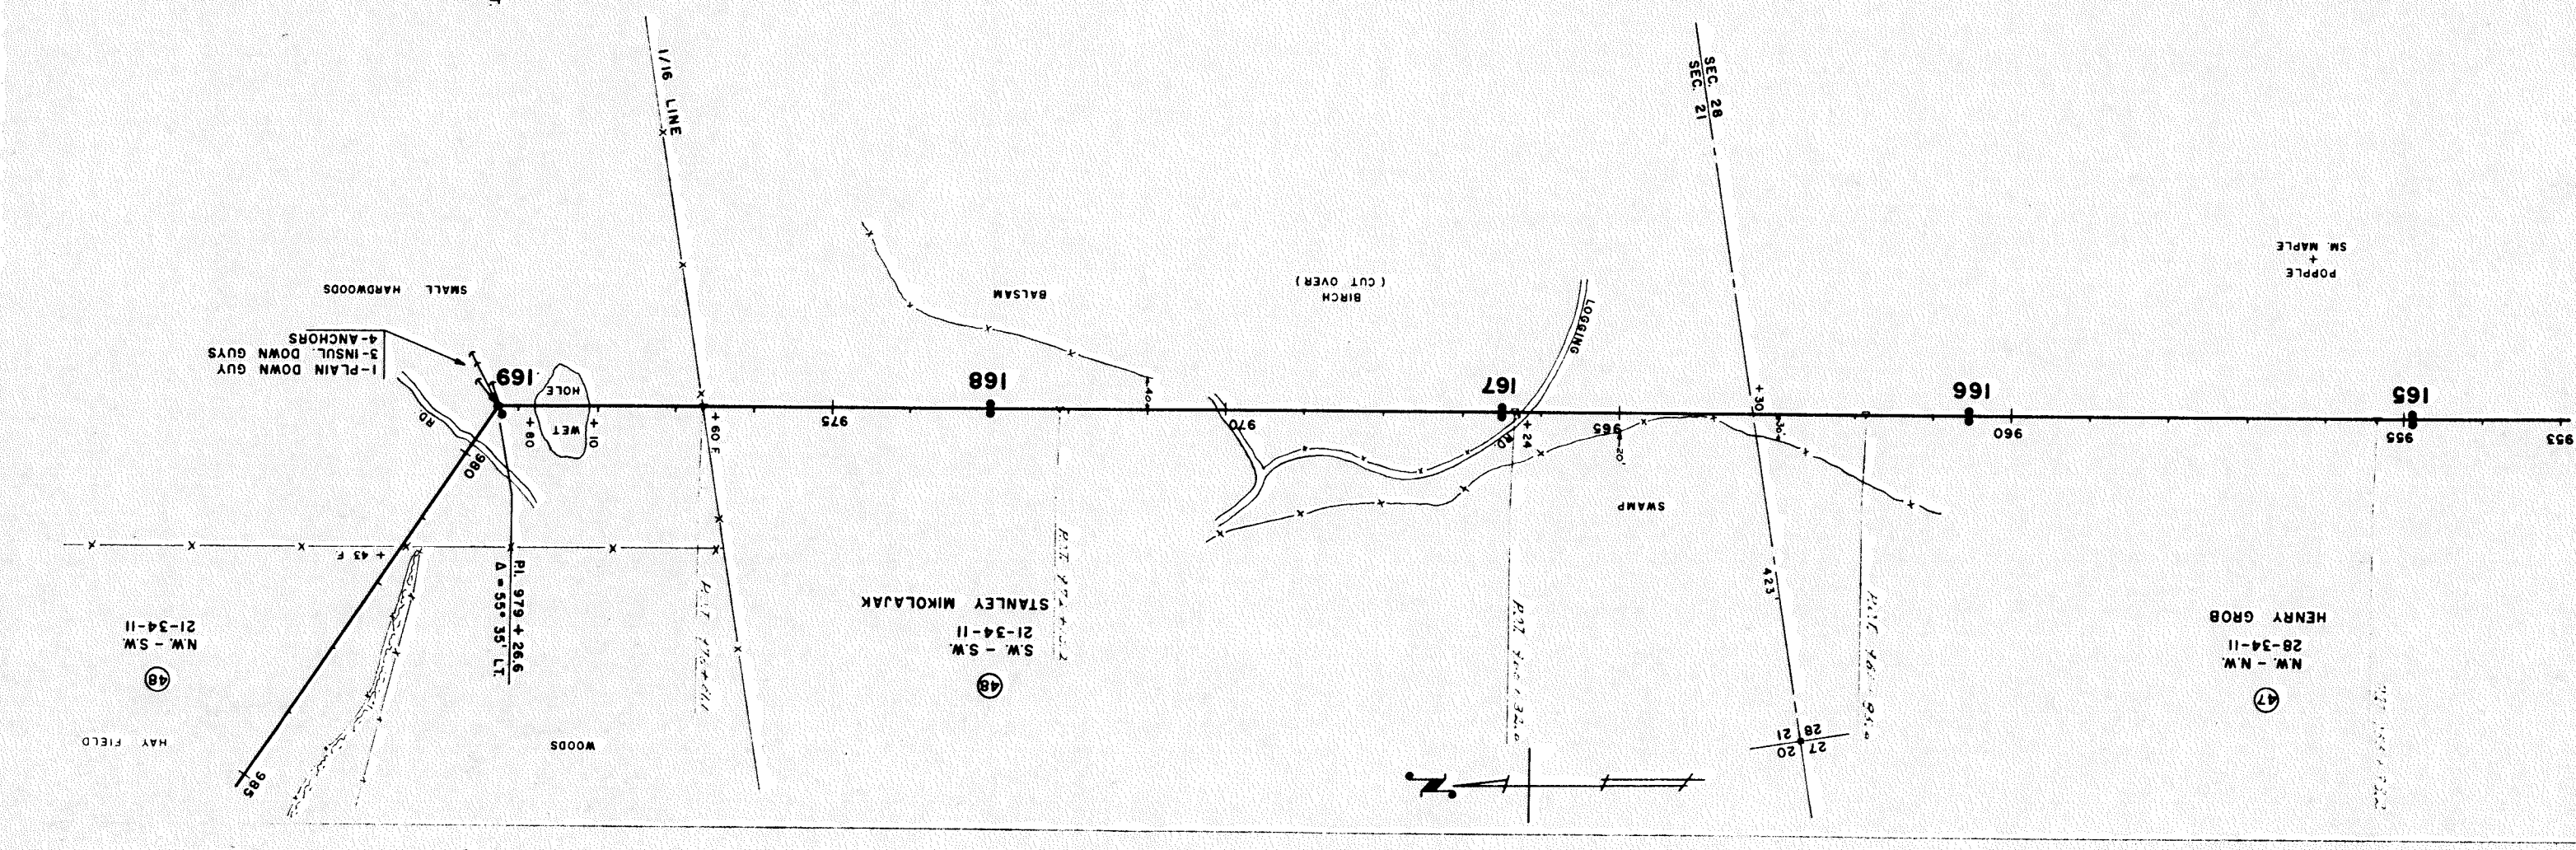 1/16 LINE
SEC. 28
SEC. 21
POPPLE
+
SM. MAPLE
BIRCH
( CUT OVER )
BALSAM
SMALL HARDWOODS
1-PLAIN DOWN GUY
3-INSUL. DOWN GUYS
4-ANCHORS
LOGGING
RD
165
166
167
168
169
953
955
960
+ 30
30'
965
20'
+ 24
970
40'
975
+ 60 F.
+ 10
WET
HOLE
+ 80
RD
980
985
+ 43 F.
P.I. 979 + 26.6
Δ = 55° 35' LT.
SWAMP
423'
47
N.W. - N.W.
28-34-11
HENRY GROB
48
S.W. - S.W.
21-34-11
STANLEY MIKOLAJAK
48
N.W. - S.W.
21-34-11
WOODS
HAY FIELD
27 20
28 21
N